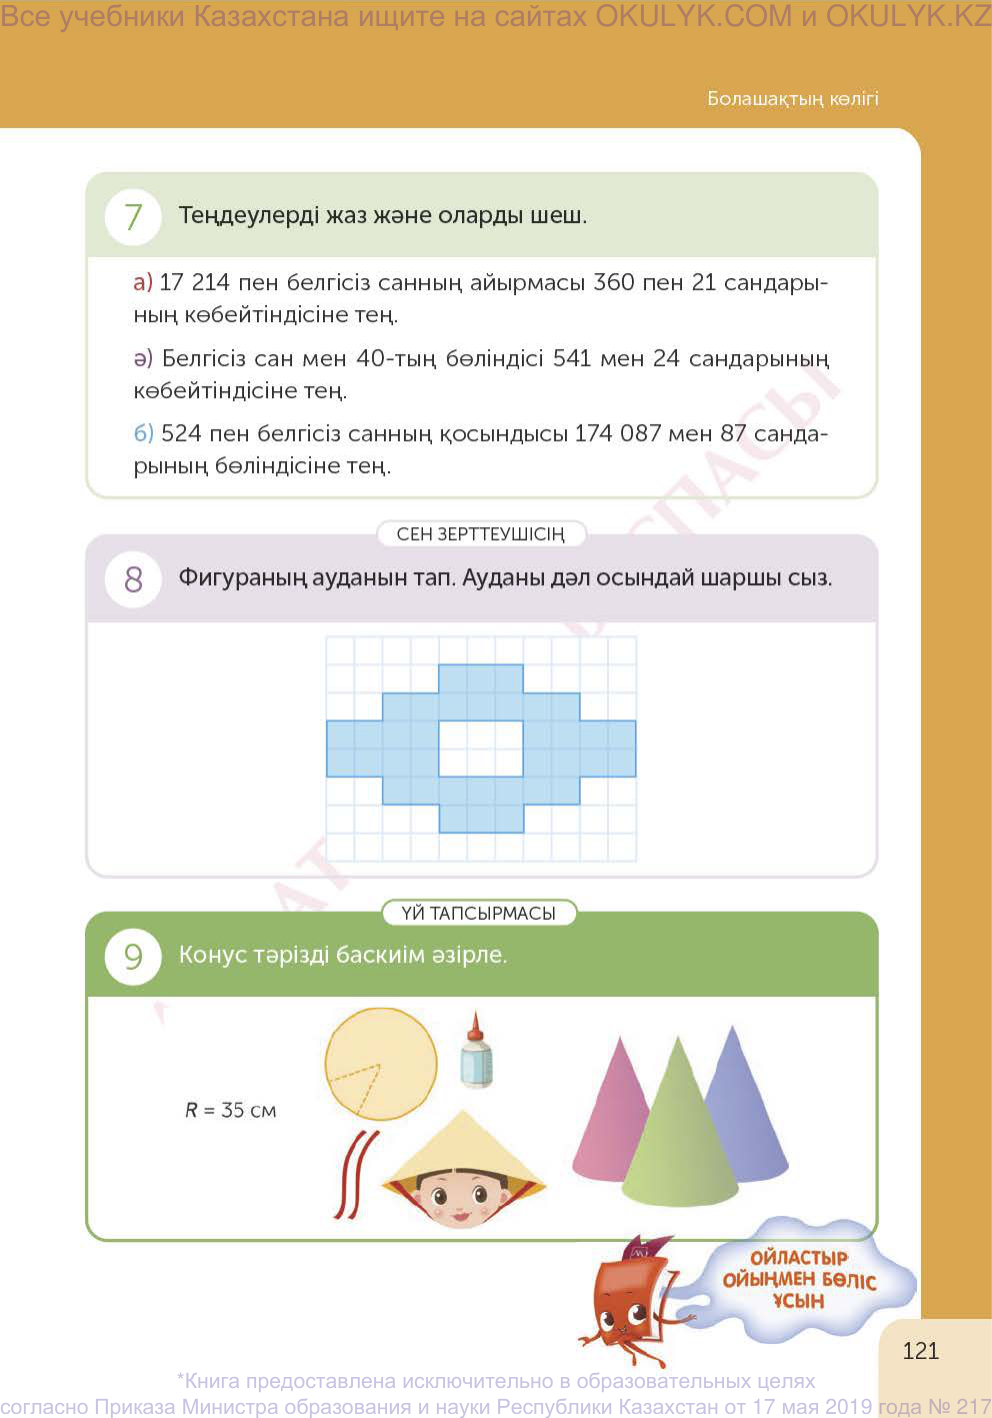 Все учебники Казахстана ищите на сайтах OKULYK.COM и OKULYK.KZ
Болашақтың көлігі
7 Теңдеулерді жаз және оларды шеш.
а) 17 214 пен белгісіз санның айырмасы 360 пен 21 сандары-
ның көбейтіндісіне тең.
ә) Белгісіз сан мен 40-тың бөліндісі 541 мен 24 сандарының
көбейтіндісіне тең.
б) 524 пен белгісіз санның қосындысы 174 087 мен 87 санда-
рының бөліндісіне тең.
СЕН ЗЕРТТЕУШІСІҢ
8 Фигураның ауданын тап. Ауданы дәл осындай шаршы сыз.
ҮЙ ТАПСЫРМАСЫ
9 Конус тәрізді баскиім әзірле.
R = 35 см
ОЙЛАСТЫР
ОЙЫҢМЕН БӨЛІС
ҰСЫН
121
*Книга предоставлена исключительно в образовательных целях
согласно Приказа Министра образования и науки Республики Казахстан от 17 мая 2019 года № 217